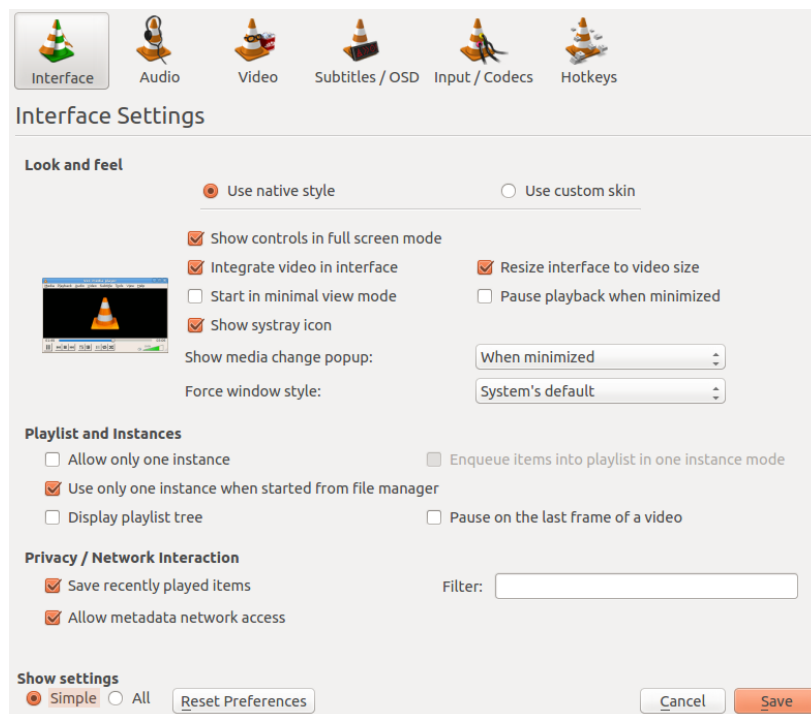 Interface Audio Video Subtitles / OSD Input / Codecs Hotkeys
Interface Settings
Look and feel
Use native style Use custom skin
Show controls in full screen mode
Integrate video in interface Resize interface to video size
Start in minimal view mode Pause playback when minimized
Show systray icon
Show media change popup: When minimized
Force window style: System's default
Playlist and Instances
Allow only one instance Enqueue items into playlist in one instance mode
Use only one instance when started from file manager
Display playlist tree Pause on the last frame of a video
Privacy / Network Interaction
Save recently played items Filter:
Allow metadata network access
Show settings
Simple All Reset Preferences Cancel Save